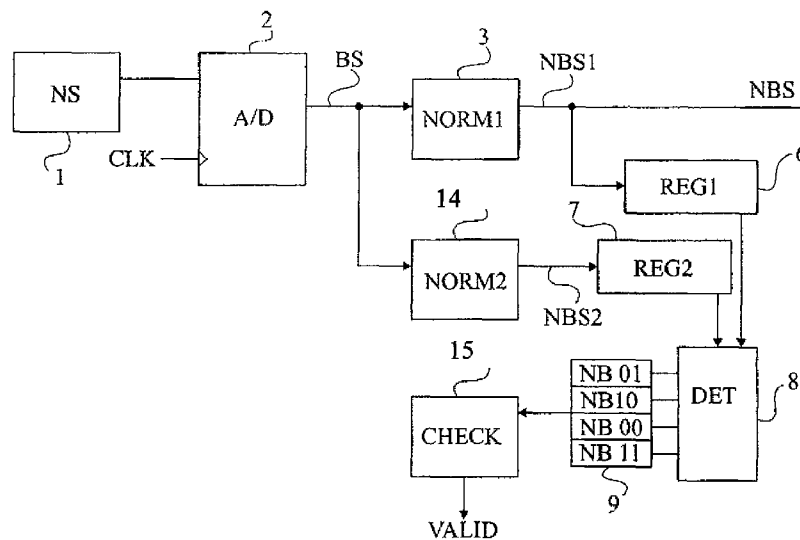 2
3
BS
NBS1
NBS
NS
A/D
NORM1
1
CLK
6
REG1
14
7
NORM2
REG2
NBS2
15
NB 01
NB10
NB 00
NB 11
DET
8
CHECK
9
VALID